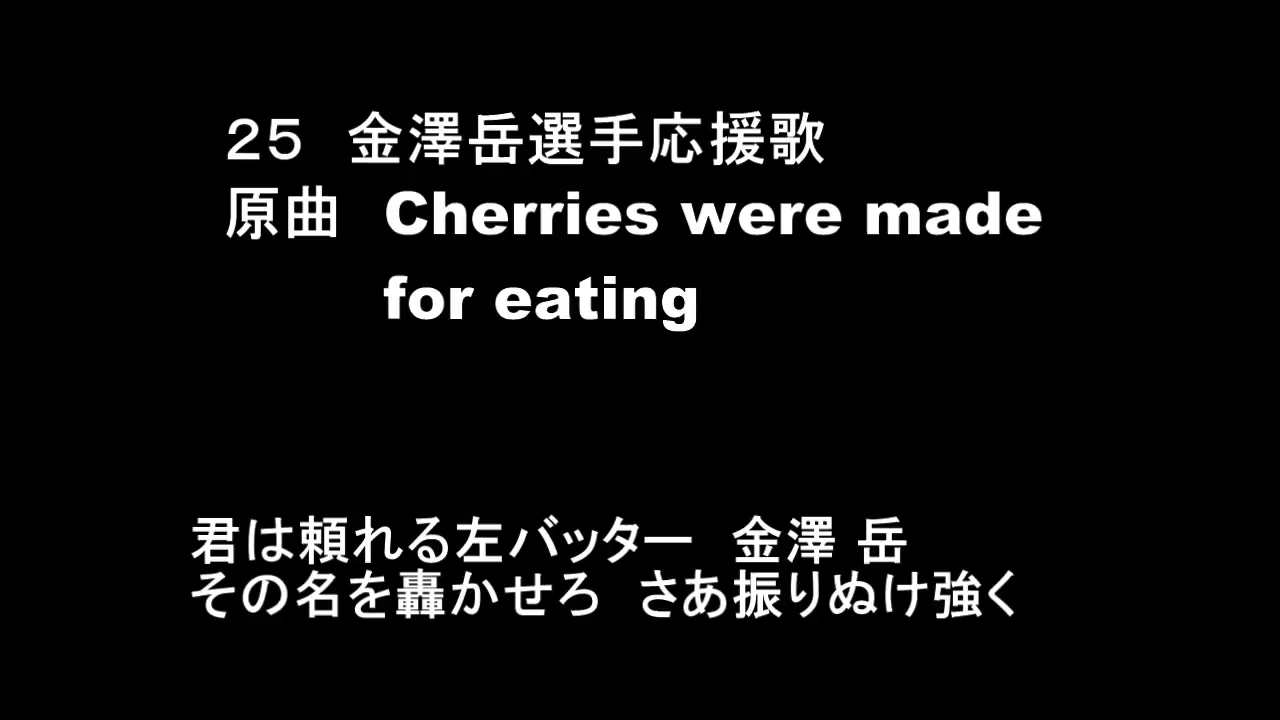 ２５　金澤岳選手応援歌
原曲　Cherries were made
for eating
君は頼れる左バッター　金澤 岳
その名を轟かせろ　さあ振りぬけ強く